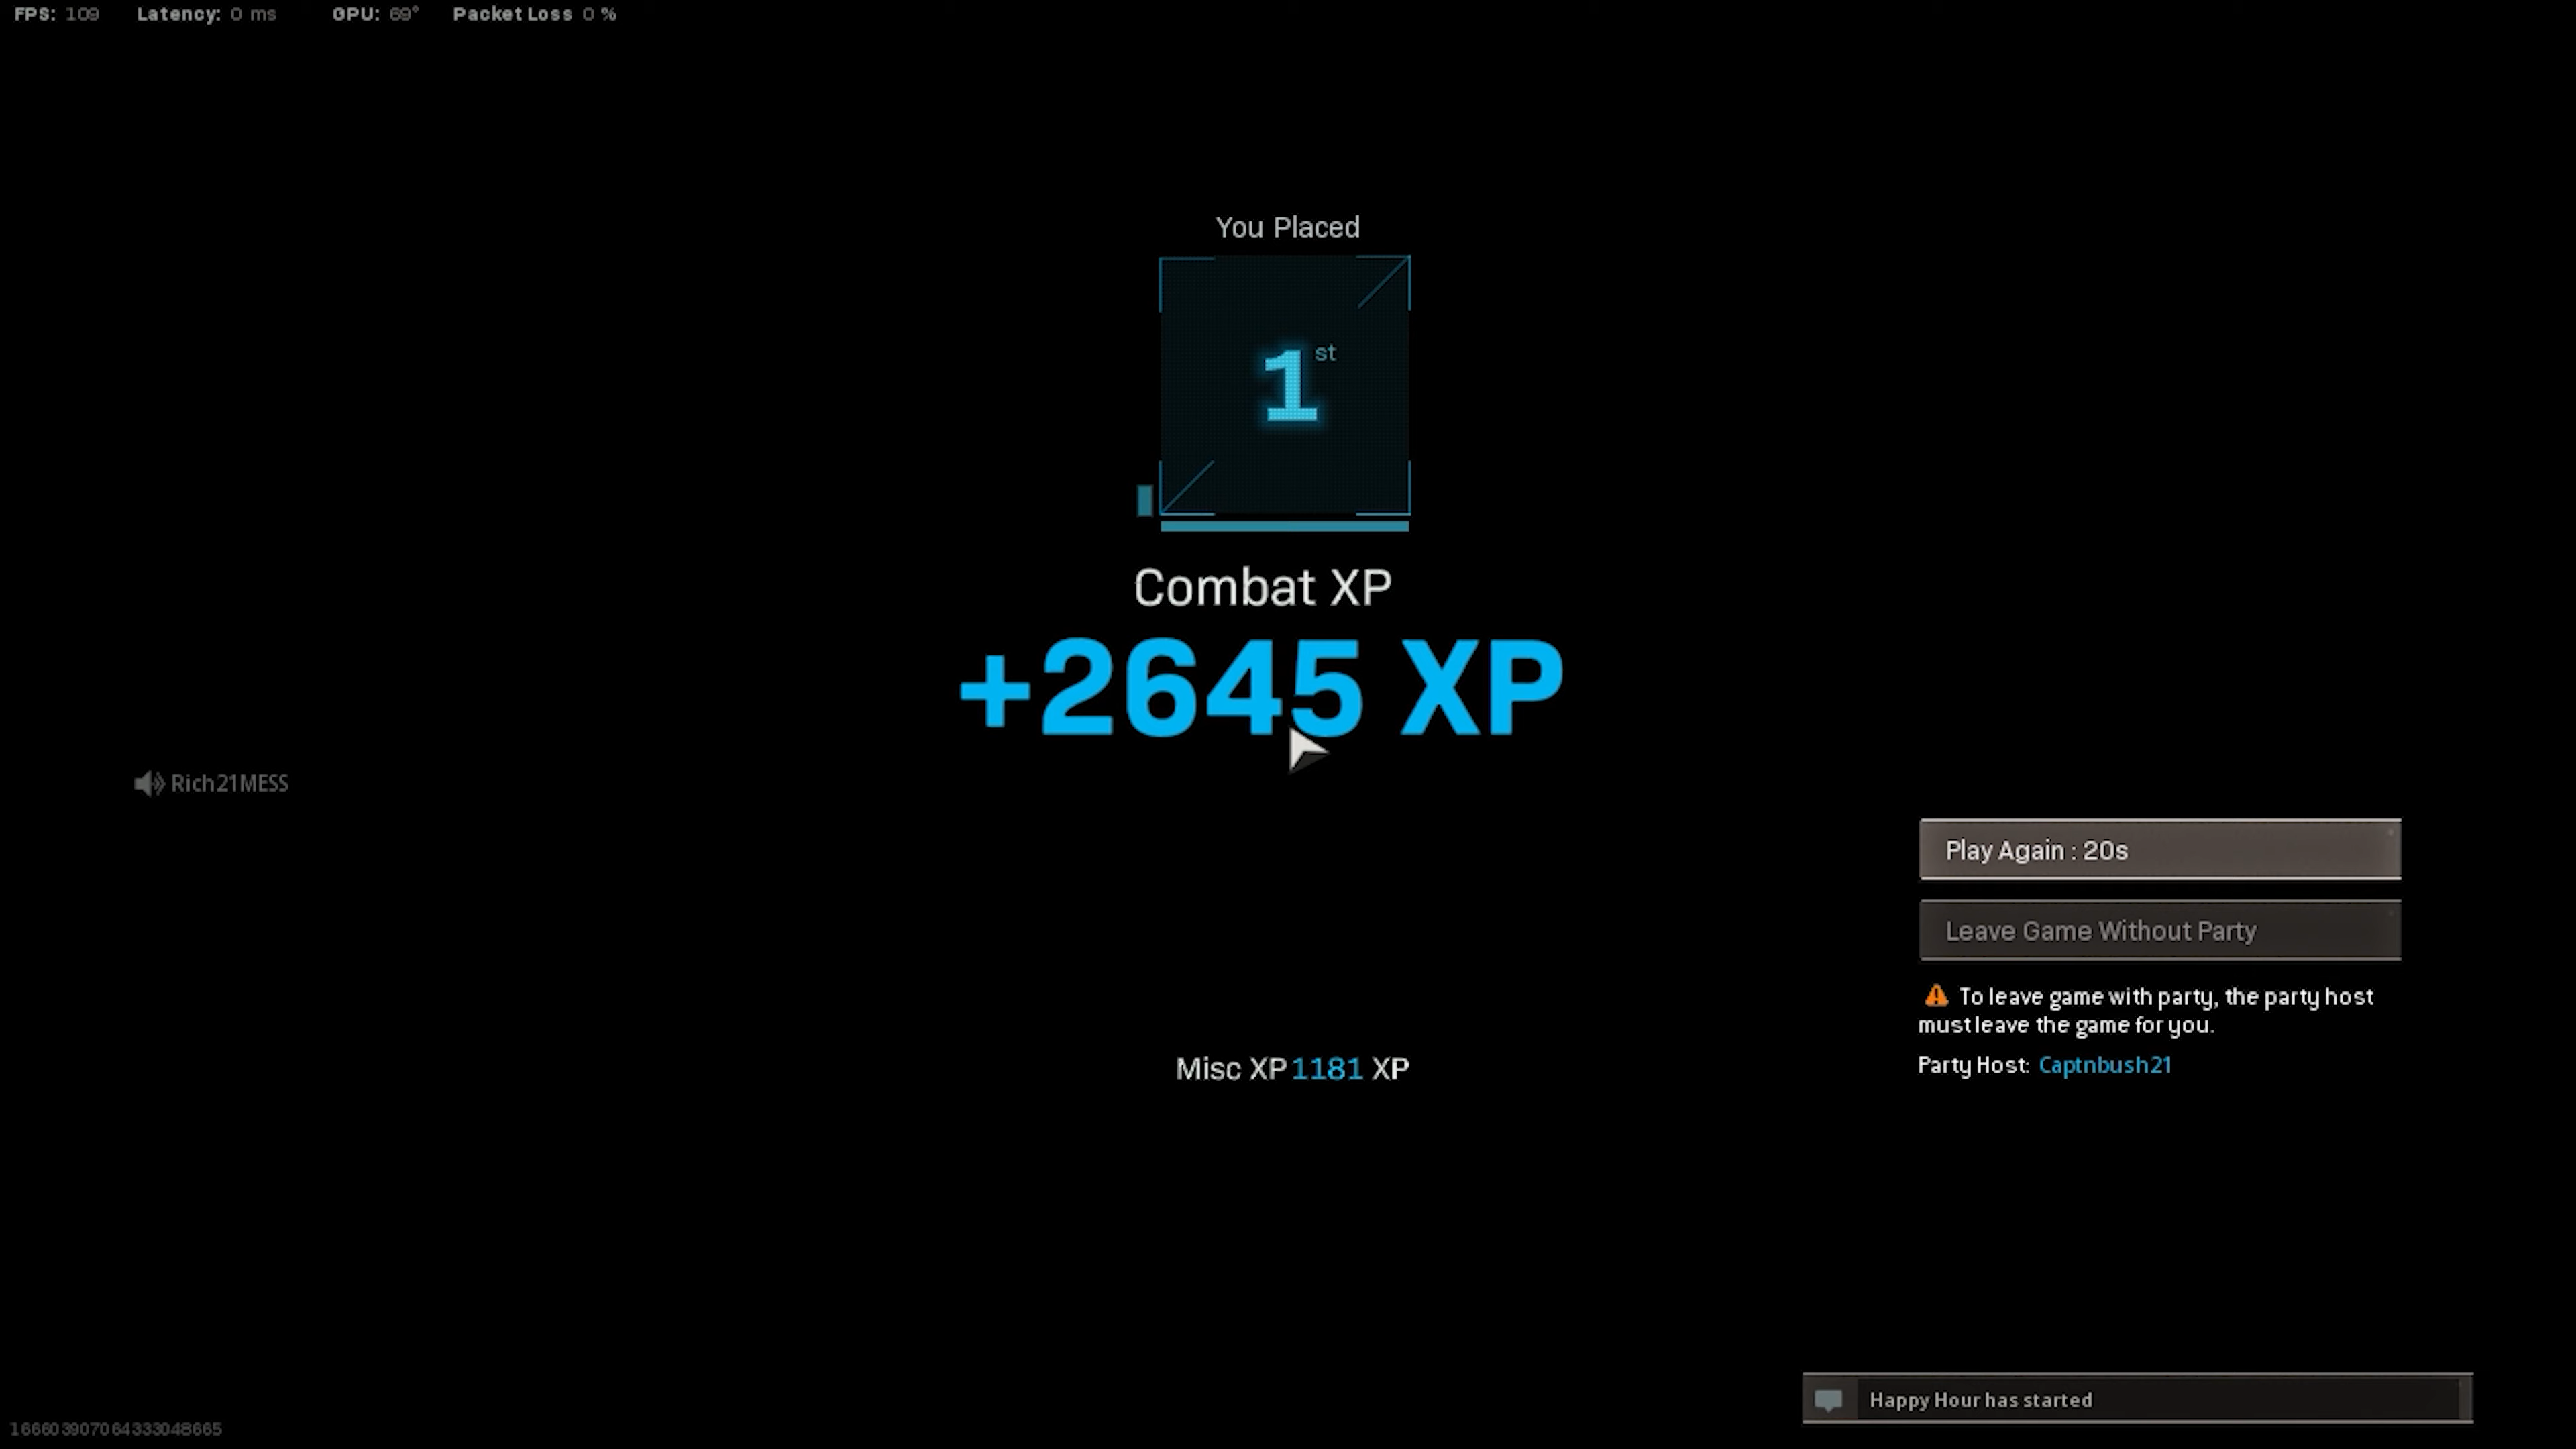 FPS: 109 Latency: 0 ms GPU: 69° Packet Loss 0 %
You Placed
1st
Combat XP
+2645 XP
Rich21MESS
Play Again : 20s
Leave Game Without Party
To leave game with party, the party host
must leave the game for you.
Party Host: Captnbush21
Misc XP 1181 XP
Happy Hour has started
166603907064333048665